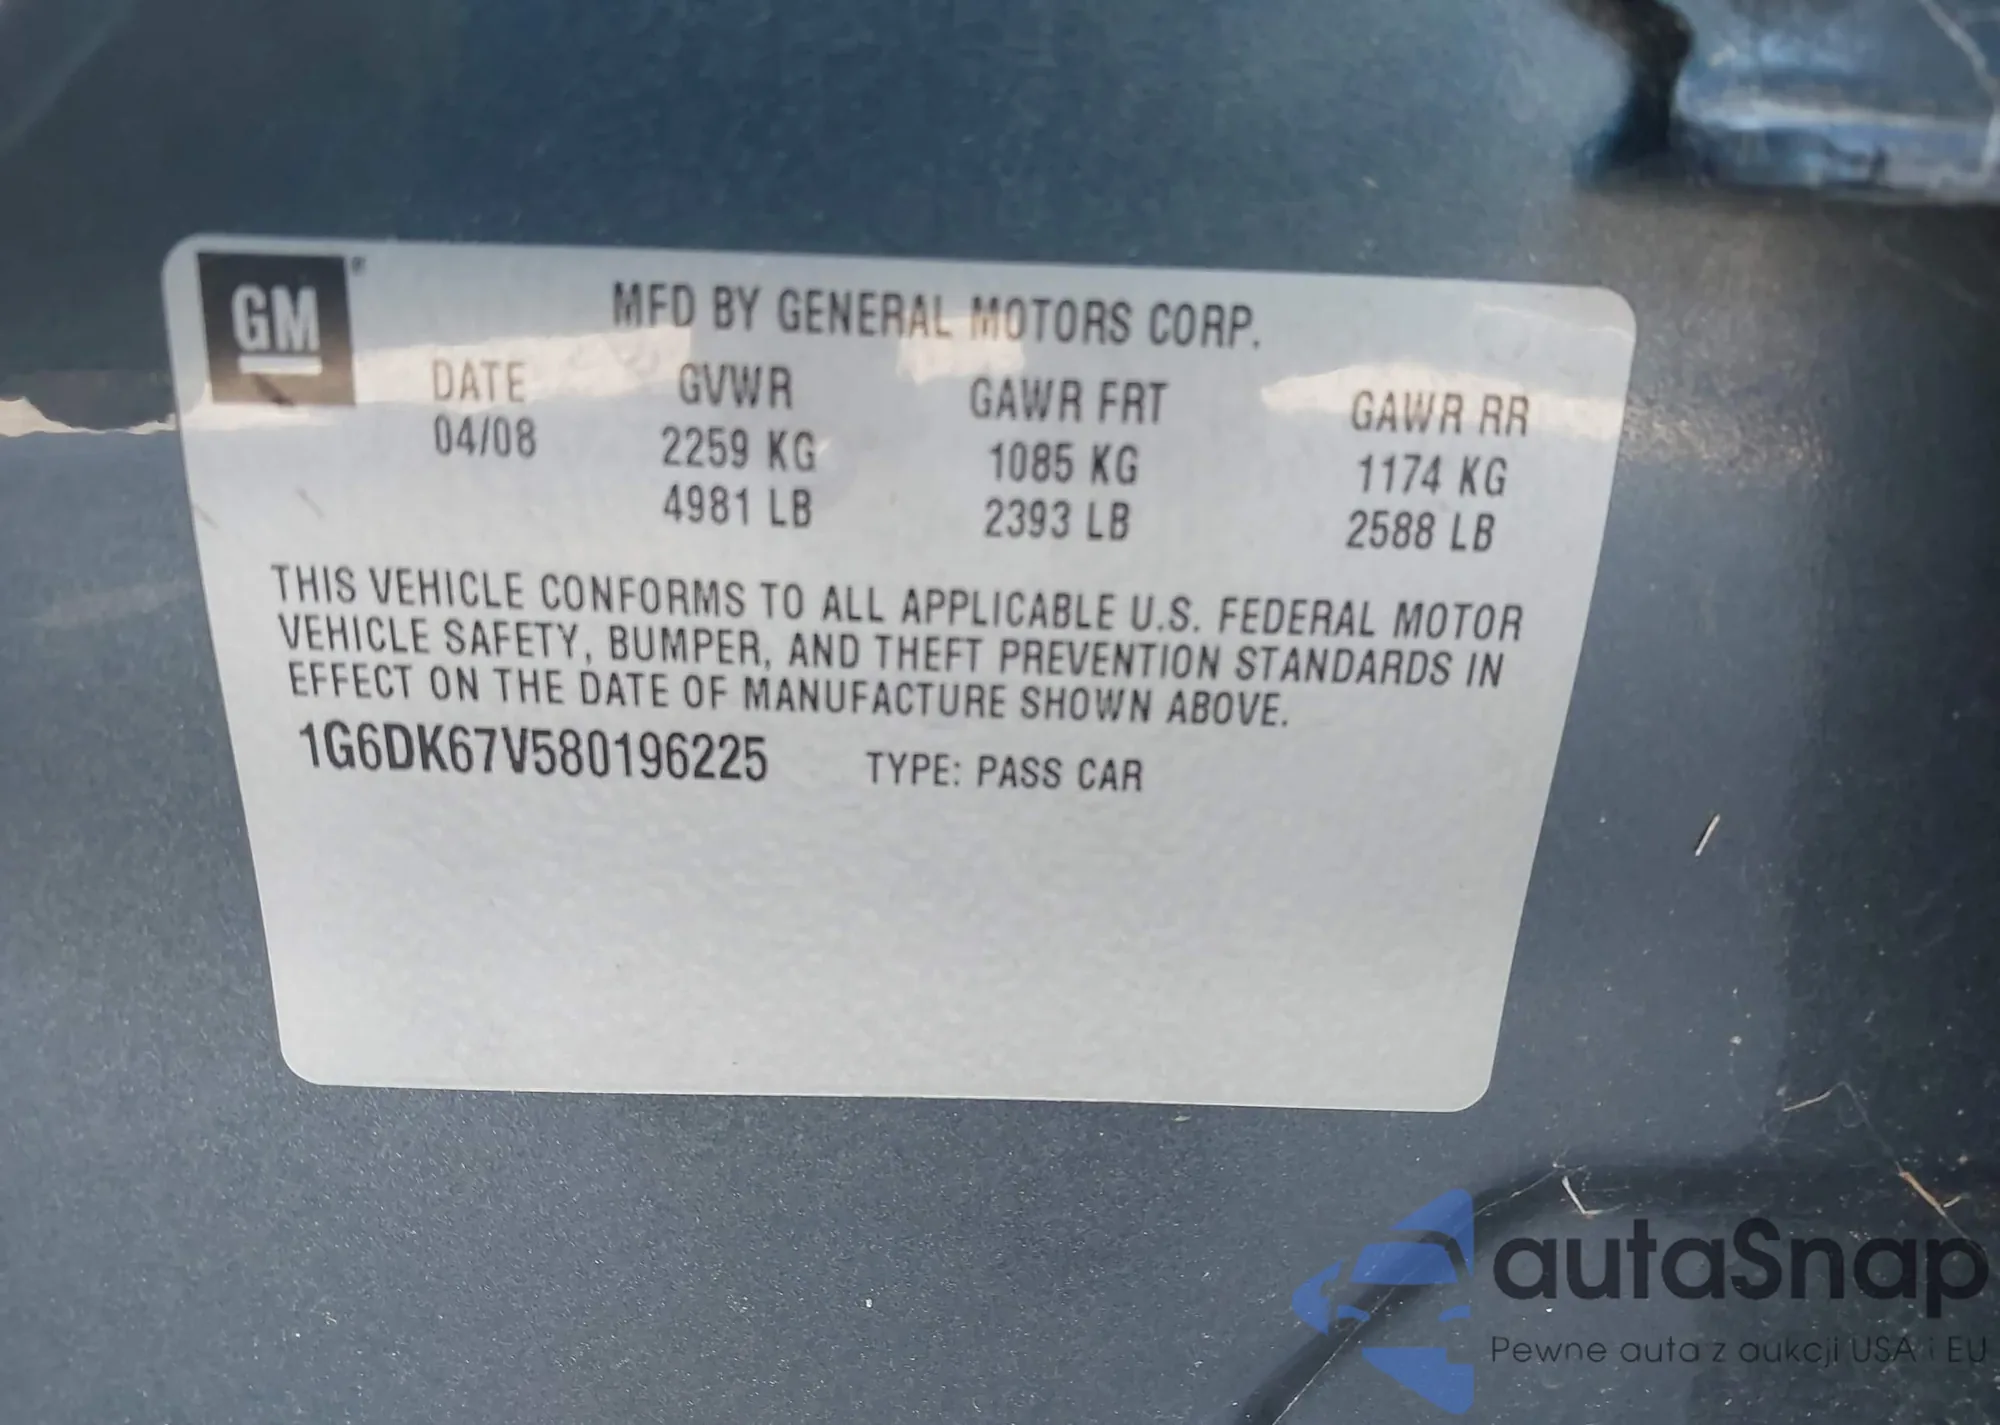 GM
MFD BY GENERAL MOTORS CORP.
DATE GVWR GAWR FRT GAWR RR
04/08 2259 KG 1085 KG 1174 KG
4981 LB 2393 LB 2588 LB
THIS VEHICLE CONFORMS TO ALL APPLICABLE U.S. FEDERAL MOTOR
VEHICLE SAFETY, BUMPER, AND THEFT PREVENTION STANDARDS IN
EFFECT ON THE DATE OF MANUFACTURE SHOWN ABOVE.
1G6DK67V580196225 TYPE: PASS CAR
autaSnap
Pewne auta z aukcji USA i EU